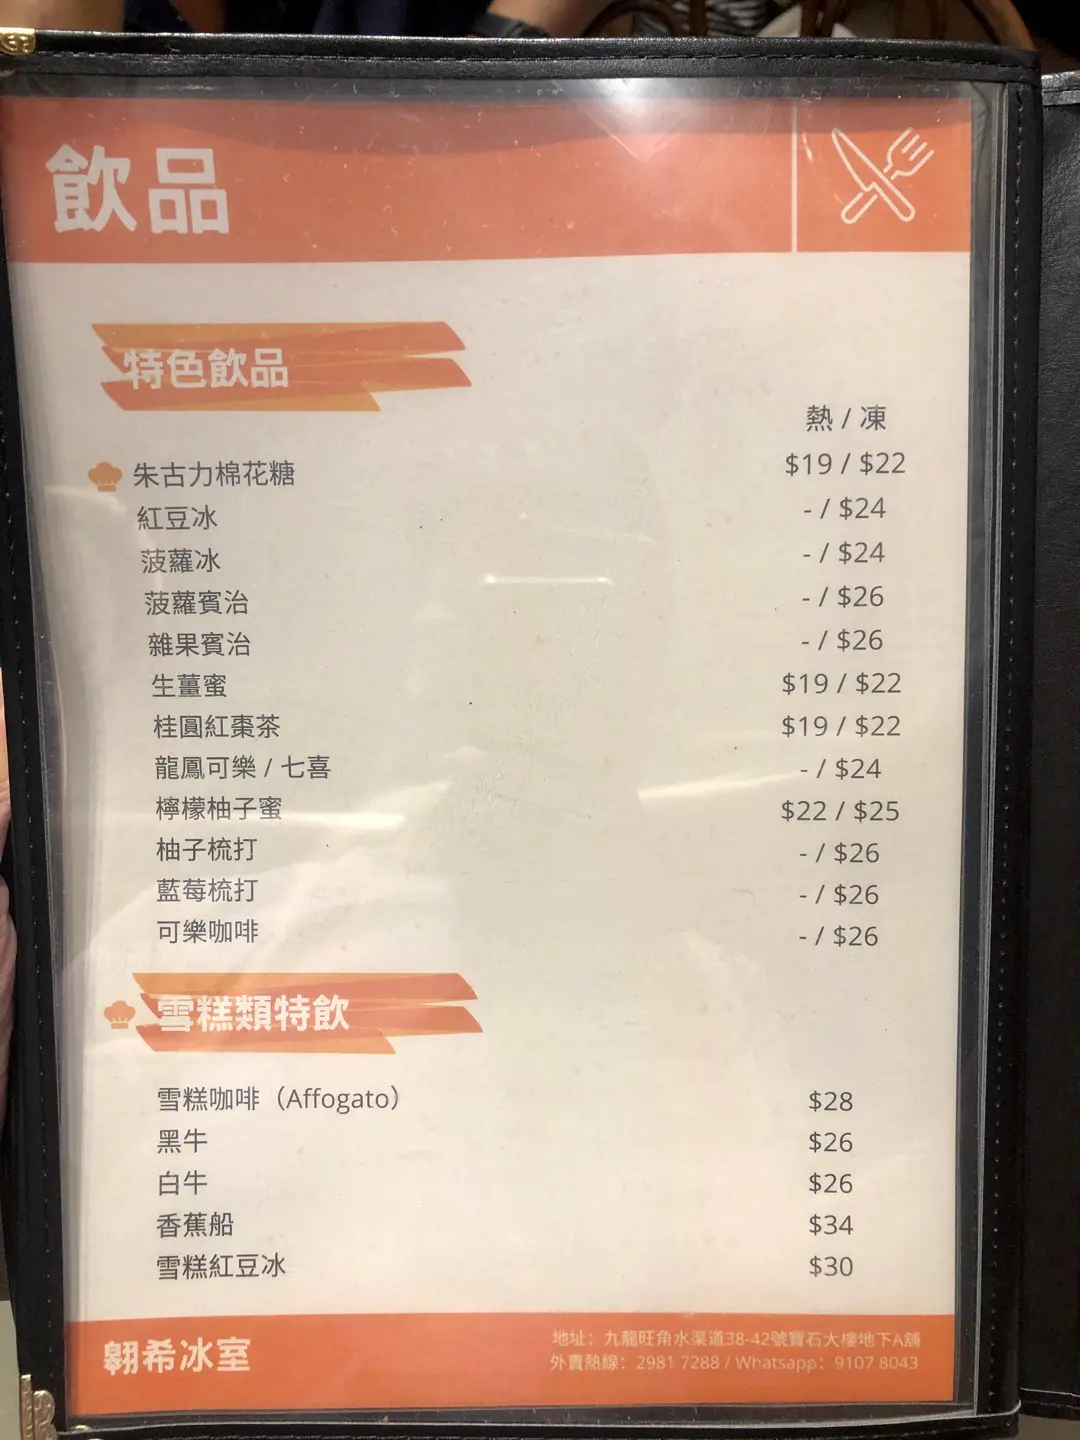 飲品
特色飲品
熱 / 凍
朱古力棉花糖 $19 / $22
紅豆冰 - / $24
菠蘿冰 - / $24
菠蘿賓治 - / $26
雜果賓治 - / $26
生薑蜜 $19 / $22
桂圓紅棗茶 $19 / $22
龍鳳可樂 / 七喜 - / $24
檸檬柚子蜜 $22 / $25
柚子梳打 - / $26
藍莓梳打 - / $26
可樂咖啡 - / $26
雪糕類特飲
雪糕咖啡（Affogato） $28
黑牛 $26
白牛 $26
香蕉船 $34
雪糕紅豆冰 $30
翱希冰室
地址：九龍旺角水渠道38-42號寶石大樓地下A舖
外賣熱線：2981 7288 / Whatsapp：9107 8043